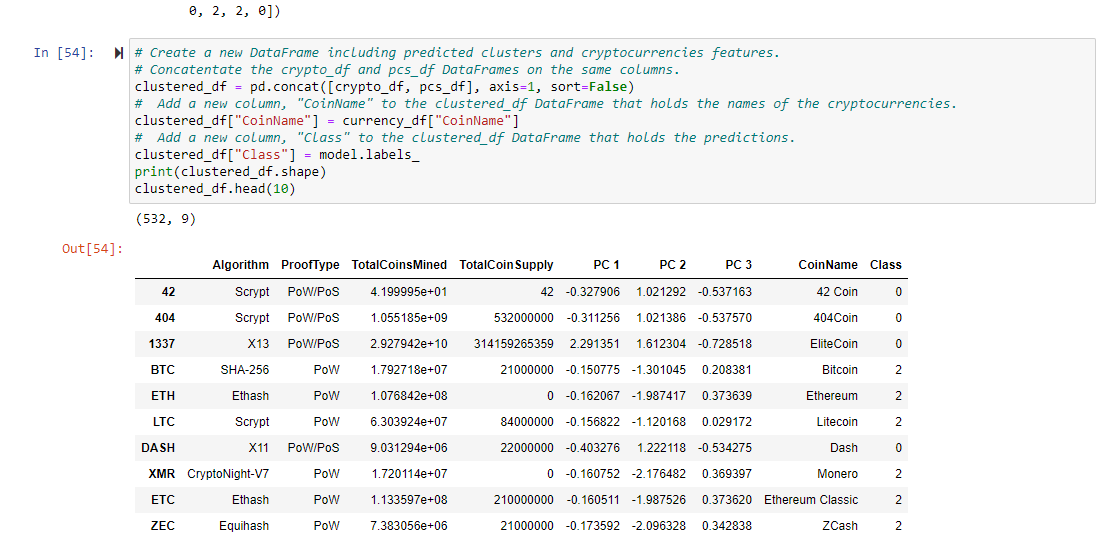 0, 2, 2, 0])
In [54]:
# Create a new DataFrame including predicted clusters and cryptocurrencies features.
# Concatentate the crypto_df and pcs_df DataFrames on the same columns.
clustered_df = pd.concat([crypto_df, pcs_df], axis=1, sort=False)
#  Add a new column, "CoinName" to the clustered_df DataFrame that holds the names of the cryptocurrencies.
clustered_df["CoinName"] = currency_df["CoinName"]
#  Add a new column, "Class" to the clustered_df DataFrame that holds the predictions.
clustered_df["Class"] = model.labels_
print(clustered_df.shape)
clustered_df.head(10)
(532, 9)
Out[54]:
Algorithm ProofType TotalCoinsMined TotalCoinSupply PC 1 PC 2 PC 3 CoinName Class
42 Scrypt PoW/PoS 4.199995e+01 42 -0.327906 1.021292 -0.537163 42 Coin 0
404 Scrypt PoW/PoS 1.055185e+09 532000000 -0.311256 1.021386 -0.537570 404Coin 0
1337 X13 PoW/PoS 2.927942e+10 314159265359 2.291351 1.612304 -0.728518 EliteCoin 0
BTC SHA-256 PoW 1.792718e+07 21000000 -0.150775 -1.301045 0.208381 Bitcoin 2
ETH Ethash PoW 1.076842e+08 0 -0.162067 -1.987417 0.373639 Ethereum 2
LTC Scrypt PoW 6.303924e+07 84000000 -0.156822 -1.120168 0.029172 Litecoin 2
DASH X11 PoW/PoS 9.031294e+06 22000000 -0.403276 1.222118 -0.534275 Dash 0
XMR CryptoNight-V7 PoW 1.720114e+07 0 -0.160752 -2.176482 0.369397 Monero 2
ETC Ethash PoW 1.133597e+08 210000000 -0.160511 -1.987526 0.373620 Ethereum Classic 2
ZEC Equihash PoW 7.383056e+06 21000000 -0.173592 -2.096328 0.342838 ZCash 2